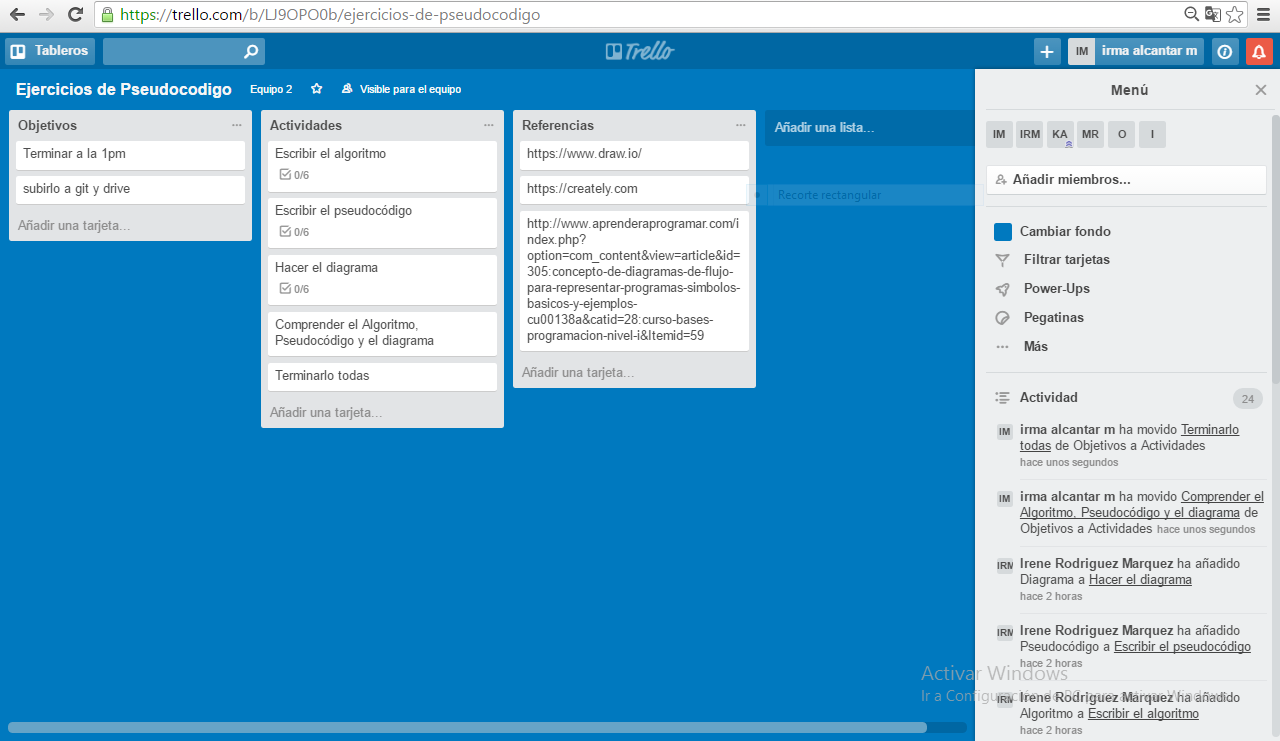 https://trello.com/b/LJ9OPO0b/ejercicios-de-pseudocodigo
Tableros
Trello
IM irma alcantar m
Ejercicios de Pseudocodigo Equipo 2 Visible para el equipo
Objetivos
Terminar a la 1pm
subirlo a git y drive
Añadir una tarjeta...
Actividades
Escribir el algoritmo
0/6
Escribir el pseudocódigo
0/6
Hacer el diagrama
0/6
Comprender el Algoritmo,
Pseudocódigo y el diagrama
Terminarlo todas
Añadir una tarjeta...
Referencias
https://www.draw.io/
https://creately.com
http://www.aprenderaprogramar.com/i
ndex.php?
option=com_content&view=article&id=
305:concepto-de-diagramas-de-flujo-
para-representar-programas-simbolos-
basicos-y-ejemplos-
cu00138a&catid=28:curso-bases-
programacion-nivel-i&Itemid=59
Añadir una tarjeta...
Añadir una lista...
Recorte rectangular
Menú
IM IRM KA MR O I
Añadir miembros...
Cambiar fondo
Filtrar tarjetas
Power-Ups
Pegatinas
Más
Actividad 24
IM irma alcantar m ha movido Terminarlo
todas de Objetivos a Actividades
hace unos segundos
IM irma alcantar m ha movido Comprender el
Algoritmo, Pseudocódigo y el diagrama de
Objetivos a Actividades hace unos segundos
IRM Irene Rodriguez Marquez ha añadido
Diagrama a Hacer el diagrama
hace 2 horas
IRM Irene Rodriguez Marquez ha añadido
Pseudocódigo a Escribir el pseudocódigo
hace 2 horas
Activar Windows
Ir a Configuración de PC para activar Windows.
IRM Irene Rodriguez Marquez ha añadido
Algoritmo a Escribir el algoritmo
hace 2 horas